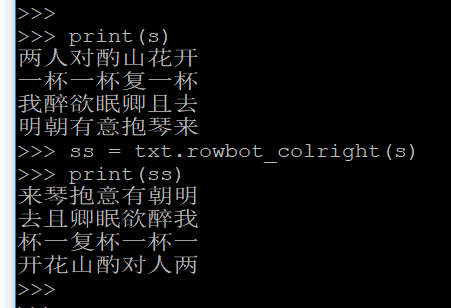 >>>
>>> print(s)
两人对酌山花开
一杯一杯复一杯
我醉欲眠卿且去
明朝有意抱琴来
>>> ss = txt.rowbot_colright(s)
>>> print(ss)
来琴抱意有朝明
去且卿眠欲醉我
杯一复杯一杯一
开花山酌对人两
>>>
>>>